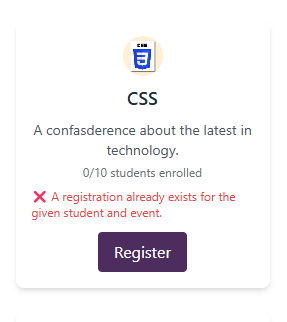 CSS
CSS
A confasderence about the latest in
technology.
0/10 students enrolled
❌ A registration already exists for the
given student and event.
Register